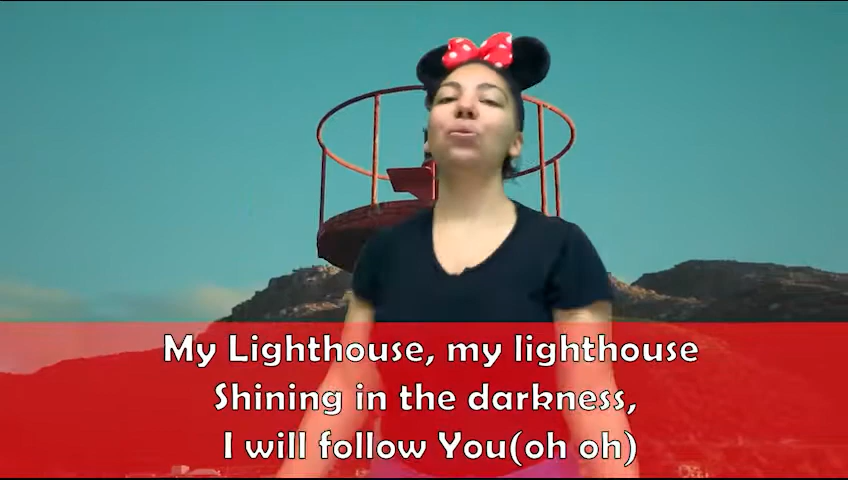 My Lighthouse, my lighthouse
Shining in the darkness,
I will follow You(oh oh)